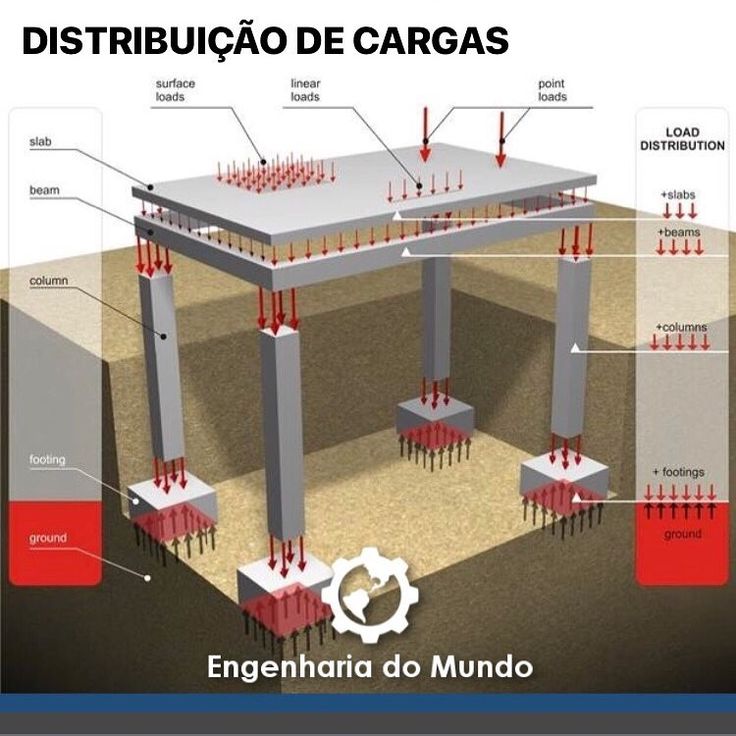 DISTRIBUIÇÃO DE CARGAS
surface
loads
linear
loads
point
loads
slab
beam
column
footing
ground
LOAD
DISTRIBUTION
+slabs
+beams
+columns
+ footings
ground
Engenharia do Mundo